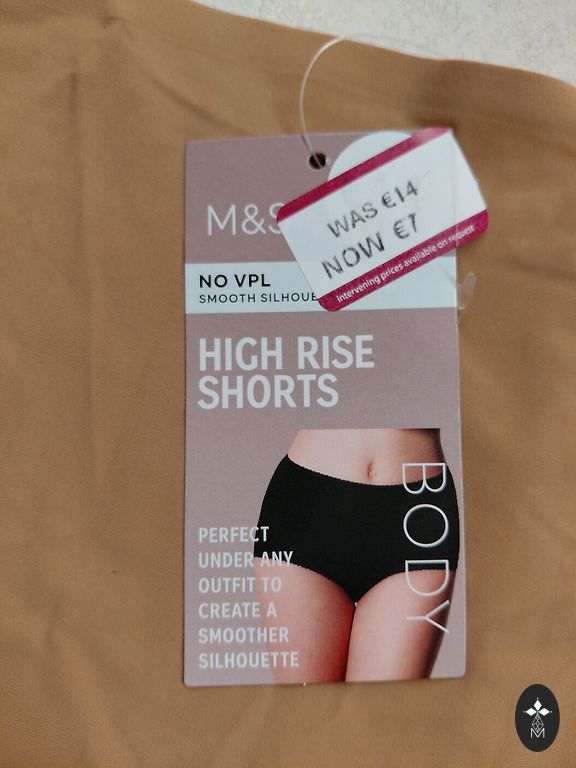 M&S
WAS €14
NOW €7
intervening prices available on request
NO VPL
SMOOTH SILHOUE
HIGH RISE
SHORTS
BODY
PERFECT
UNDER ANY
OUTFIT TO
CREATE A
SMOOTHER
SILHOUETTE
M